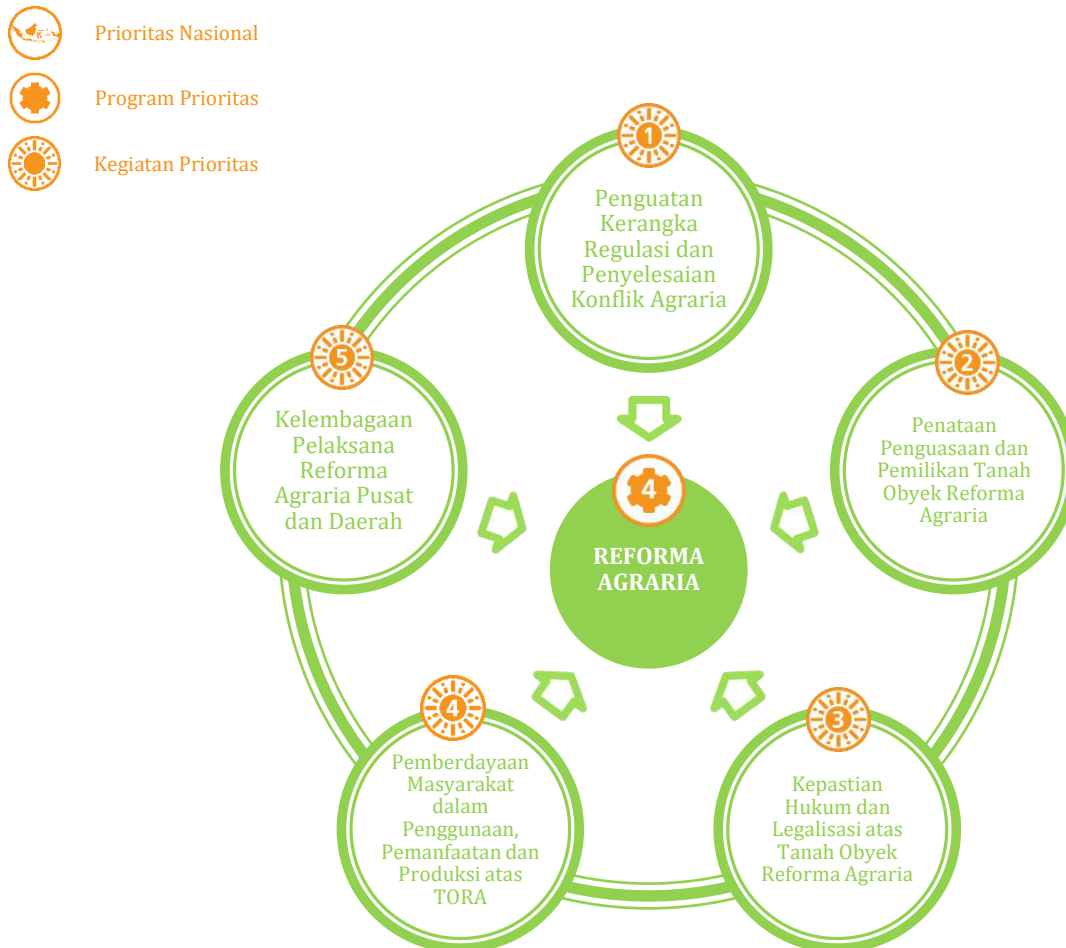 Prioritas Nasional
Program Prioritas
Kegiatan Prioritas
1
Penguatan
Kerangka
Regulasi dan
Penyelesaian
Konflik Agraria
2
Penataan
Penguasaan dan
Pemilikan Tanah
Obyek Reforma
Agraria
3
Kepastian
Hukum dan
Legalisasi atas
Tanah Obyek
Reforma Agraria
4
Pemberdayaan
Masyarakat
dalam
Penggunaan,
Pemanfaatan dan
Produksi atas
TORA
5
Kelembagaan
Pelaksana
Reforma
Agraria Pusat
dan Daerah
4
REFORMA
AGRARIA